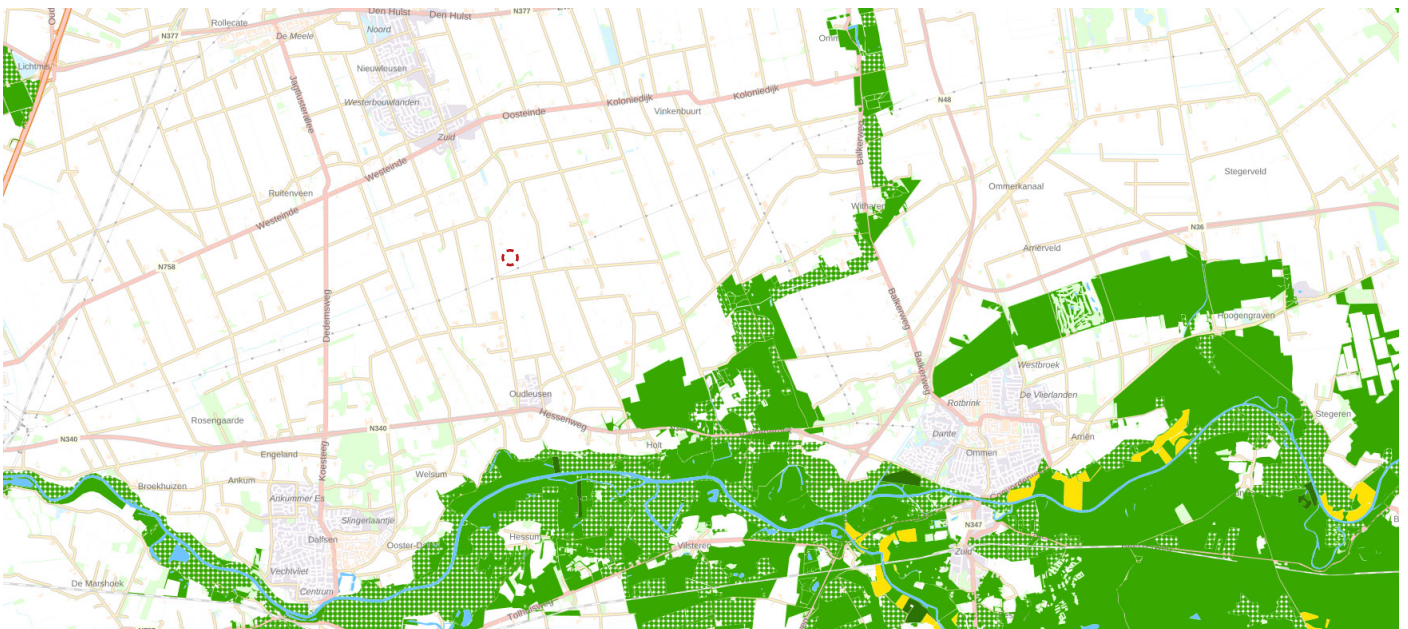 Den Hulst
Den Hulst
N377
Rollecate
N377
De Meele
Noord
Lichtmis
Nieuwleusen
Jagtlusterallee
Westerbouwlanden
Koloniedijk
Koloniedijk
N48
Oosteinde
Vinkenbuurt
Zuid
Balkerweg
Westeinde
Stegerveld
Ruitenveen
Ommerkanaal
Witharen
Westeinde
N36
Arriërveld
N758
Dedemsweg
Balkerweg
Hoogengraven
Balkerweg
Westbroek
Oudleusen
De Vlierlanden
Rotbrink
Hessenweg
Rosengaarde
Stegeren
N340
N340
Dante
Arriën
Koesteeg
Holt
Engeland
Ommen
Welsum
Ankum
Broekhuizen
Ankummer Es
Slingerlaantje
N347
Hessum
Dalfsen
Vilsteren
Zuid
Vechtvliet
De Marshoek
Centrum
Tolhuisweg